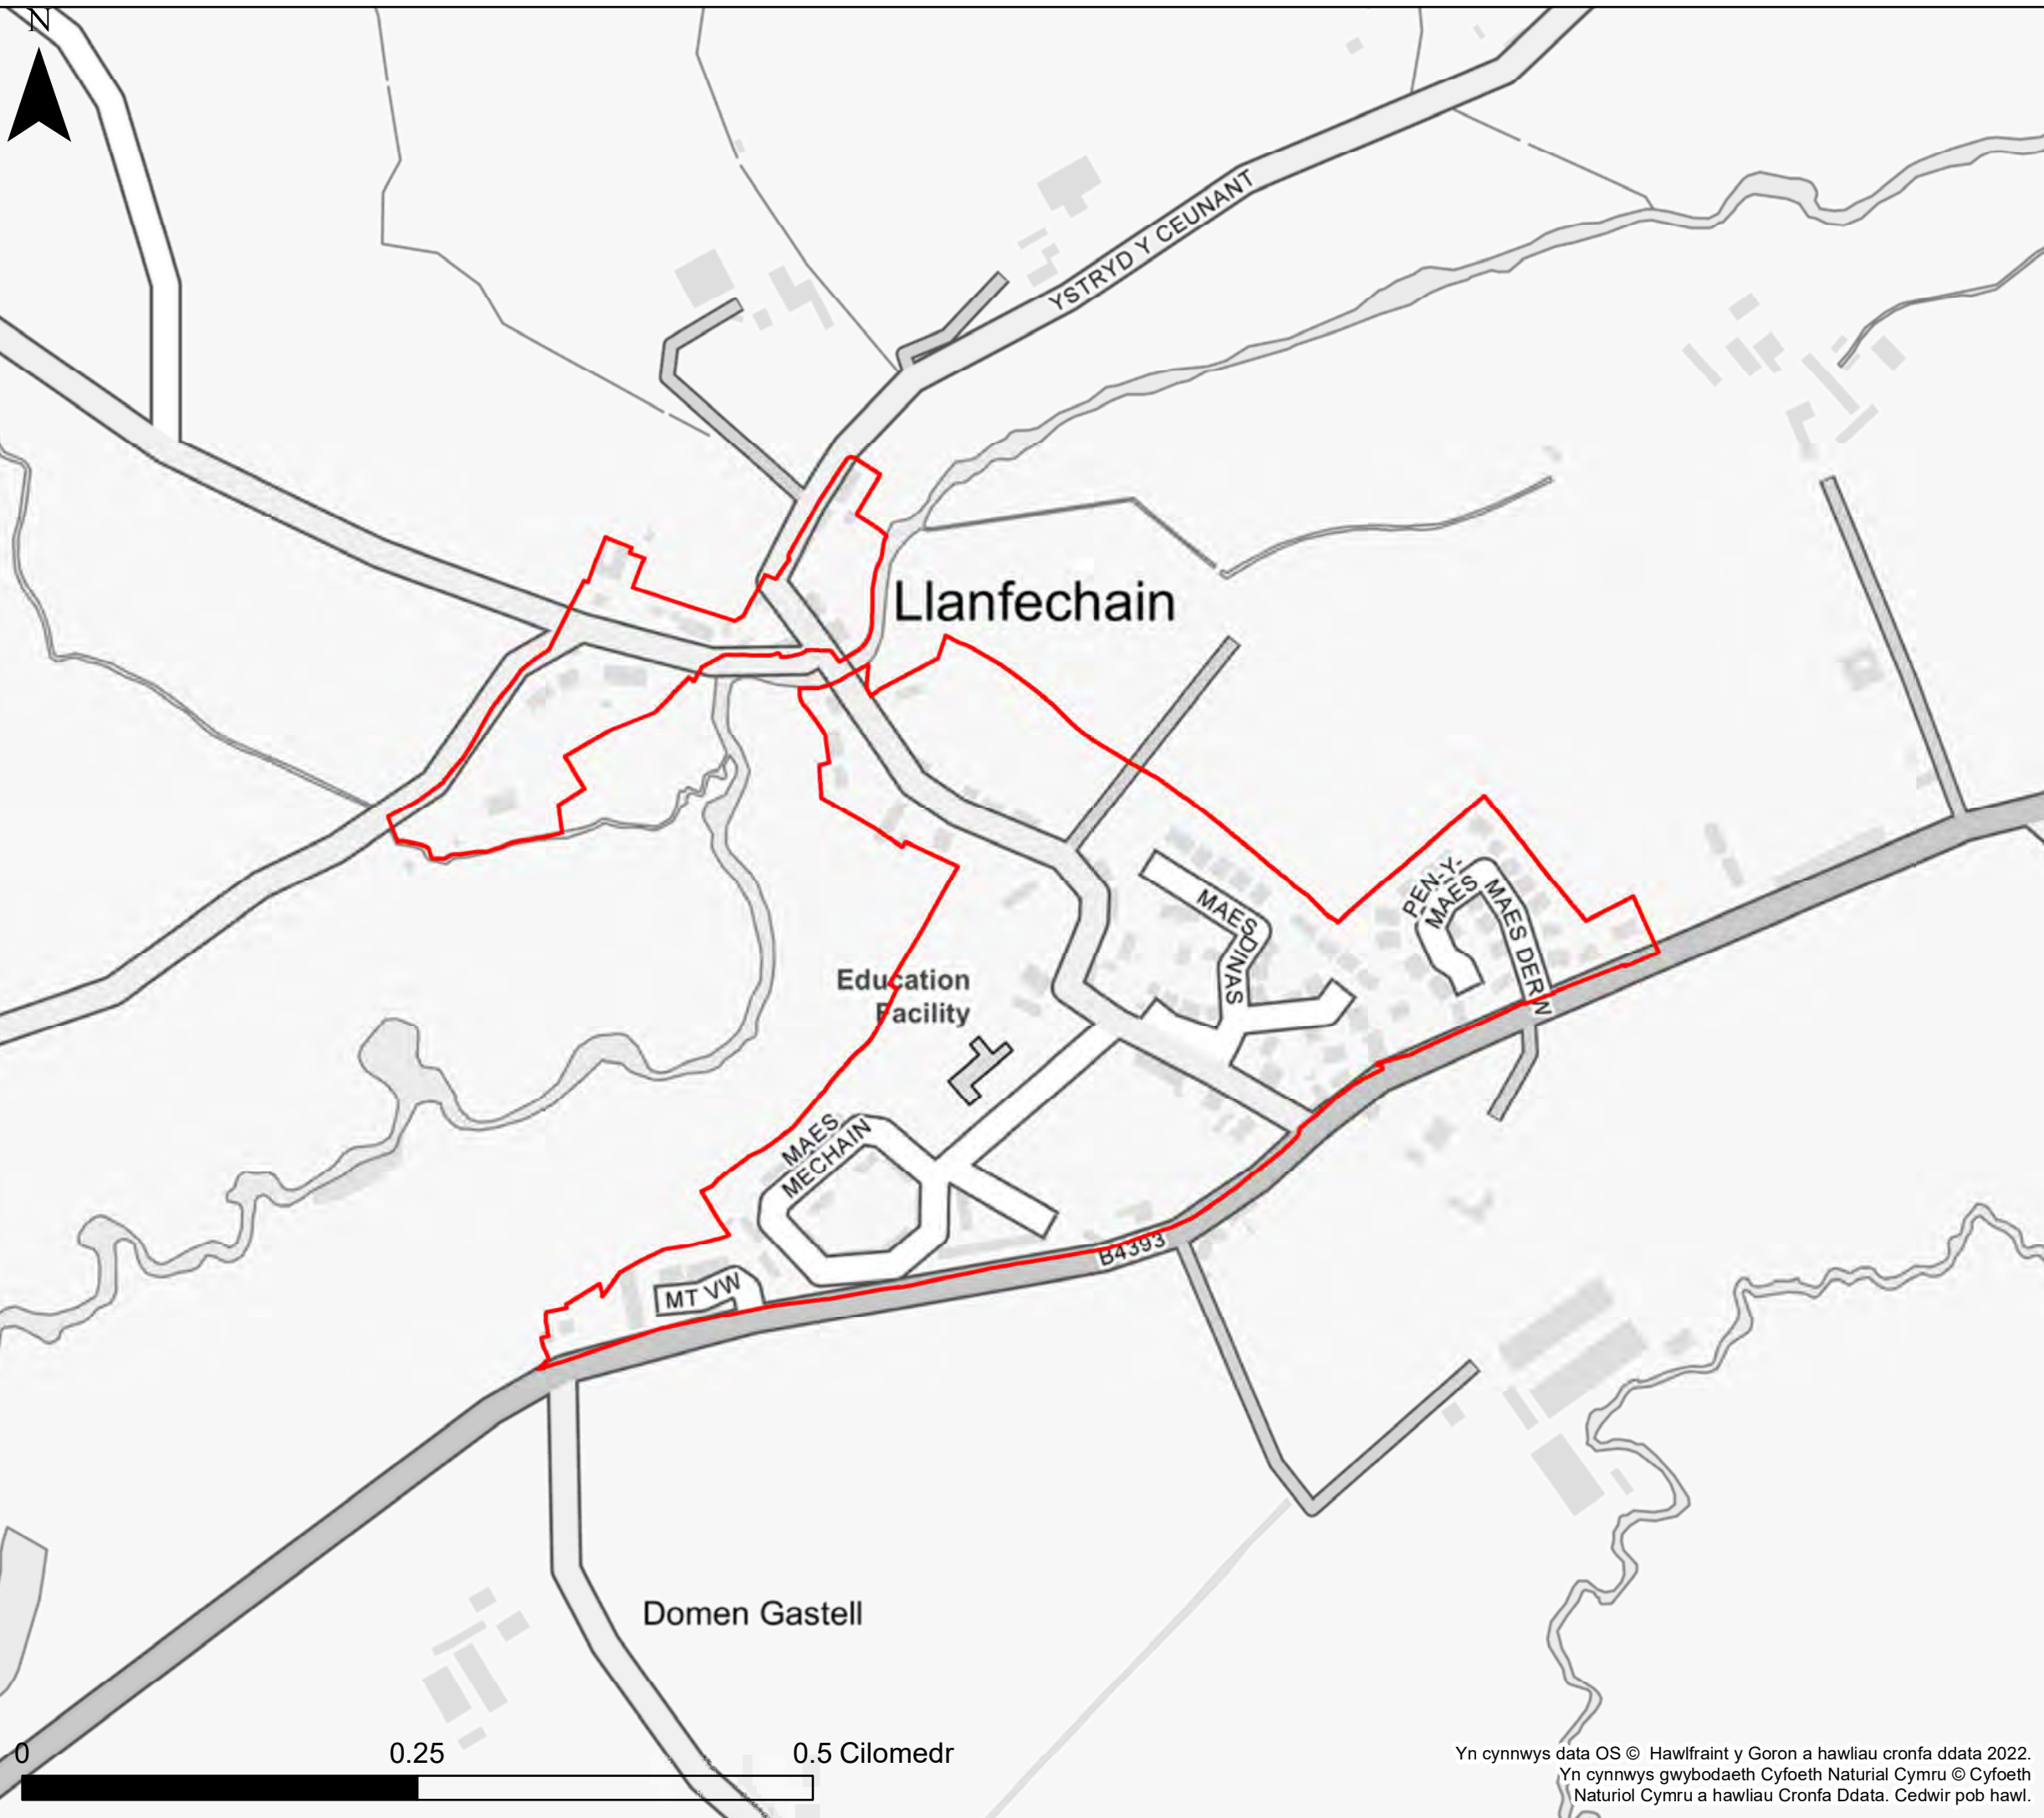 N
YSTRYD Y CEUNANT
Llanfechain
PEN-Y-
MAES
MAES DERW
MAES
DINAS
Education
Facility
MAES
MECHAIN
B4393
MT VW
Domen Gastell
0 0.25 0.5 Cilomedr
Yn cynnwys data OS © Hawlfraint y Goron a hawliau cronfa ddata 2022.
Yn cynnwys gwybodaeth Cyfoeth Naturial Cymru © Cyfoeth
Naturiol Cymru a hawliau Cronfa Ddata. Cedwir pob hawl.